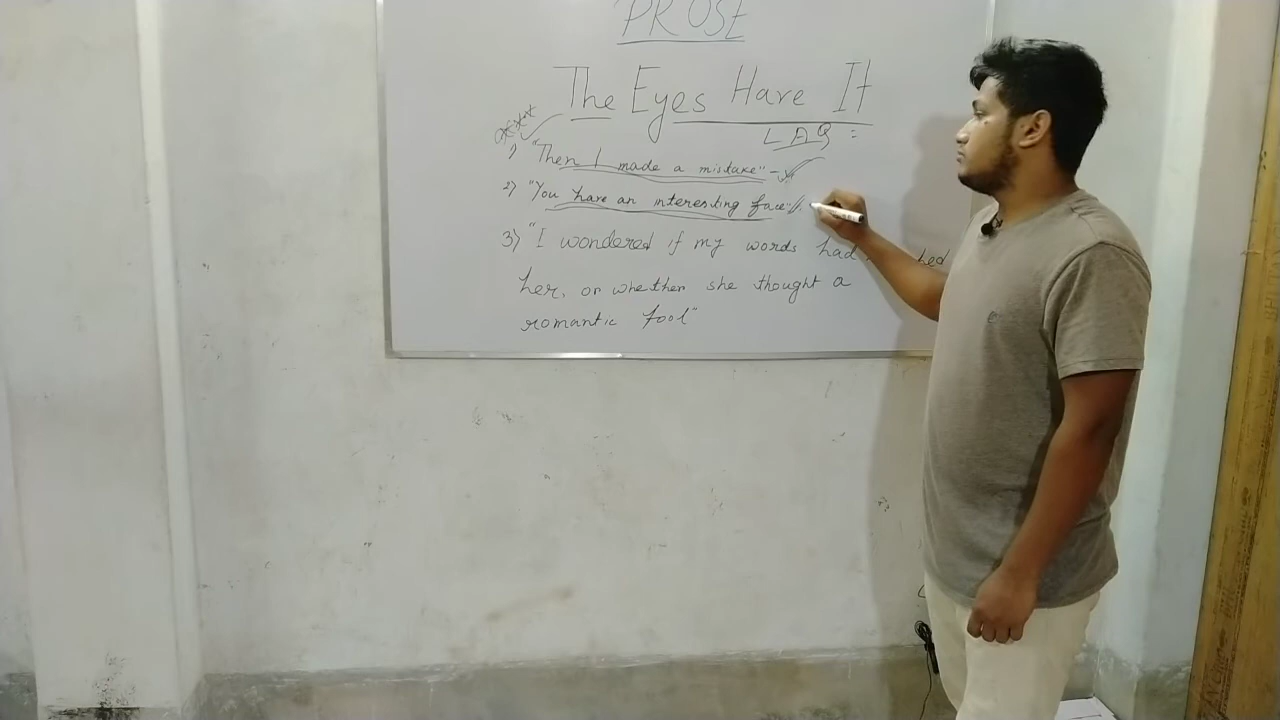 PROSE
The Eyes Have It
LAQ :
1) "Then I made a mistake" -
2) "You have an interesting face"
3) "I wondered if my words had
her, or whether she thought a
romantic fool"